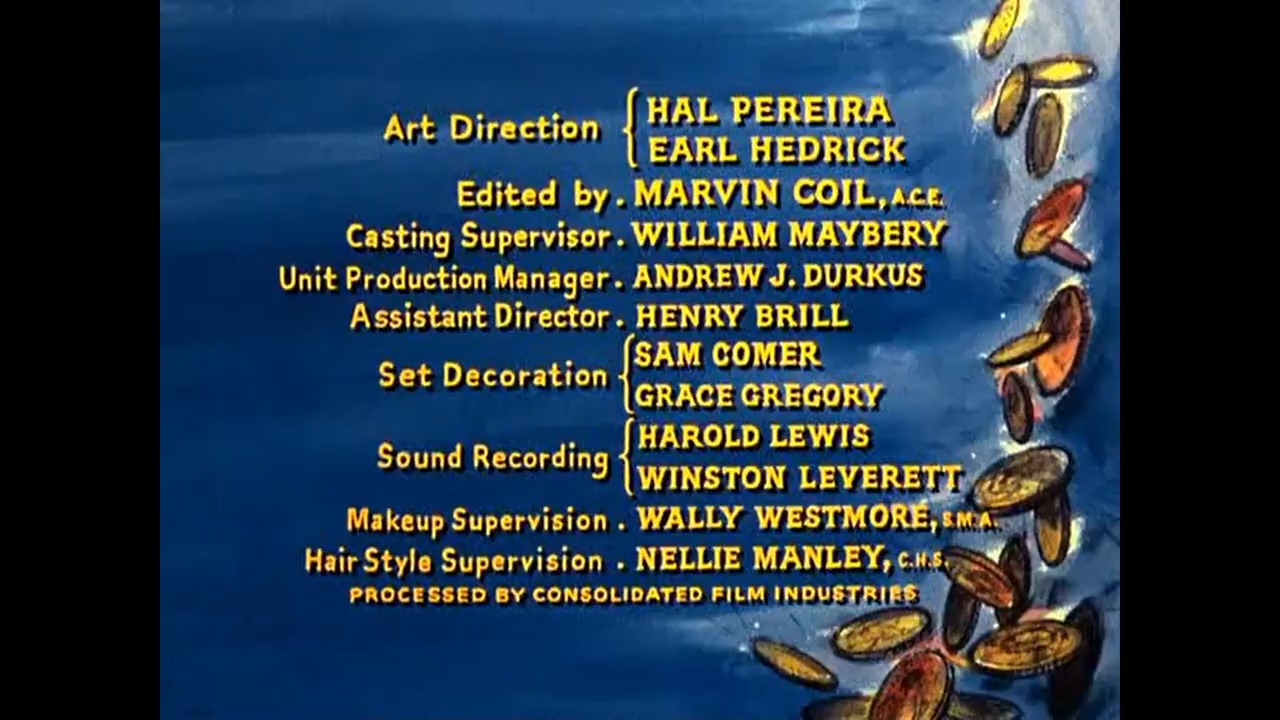 Art Direction { HAL PEREIRA
EARL HEDRICK
Edited by . MARVIN COIL, A.C.E.
Casting Supervisor . WILLIAM MAYBERY
Unit Production Manager . ANDREW J. DURKUS
Assistant Director . HENRY BRILL
Set Decoration { SAM COMER
GRACE GREGORY
Sound Recording { HAROLD LEWIS
WINSTON LEVERETT
Makeup Supervision . WALLY WESTMORE, S.M.A.
Hair Style Supervision . NELLIE MANLEY, C.H.S.
PROCESSED BY CONSOLIDATED FILM INDUSTRIES